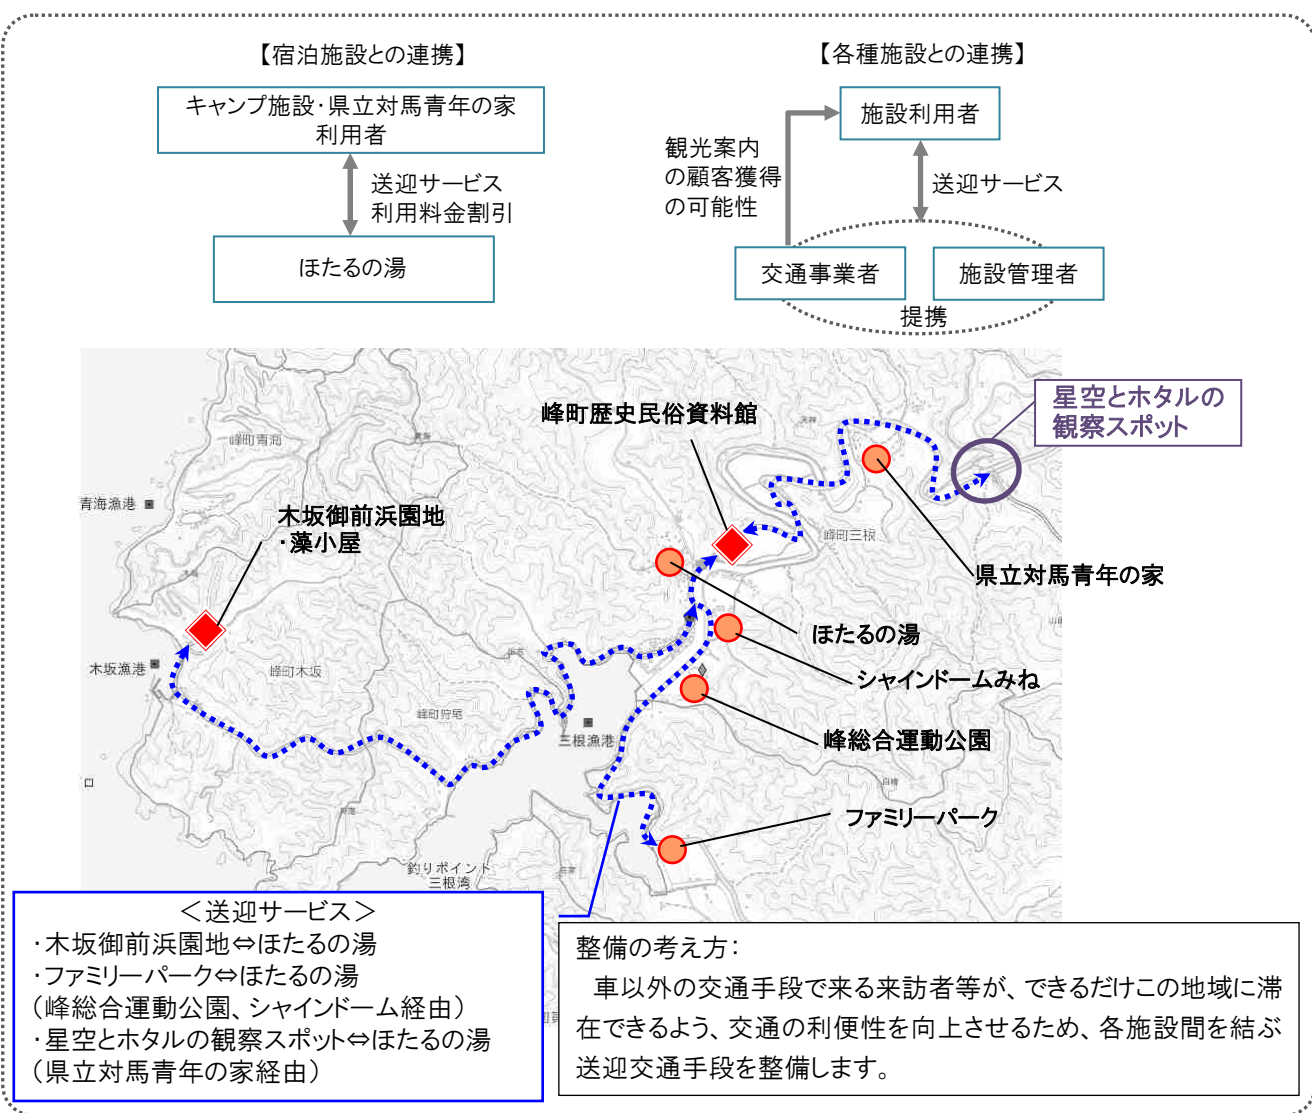 【宿泊施設との連携】
キャンプ施設・県立対馬青年の家
利用者
送迎サービス
利用料金割引
ほたるの湯
【各種施設との連携】
施設利用者
観光案内
の顧客獲得
の可能性
送迎サービス
交通事業者
施設管理者
提携
星空とホタルの
観察スポット
峰町歴史民俗資料館
峰町青海
青海漁港
木坂御前浜園地
・藻小屋
峰町三根
県立対馬青年の家
ほたるの湯
木坂漁港
峰町木坂
シャインドームみね
峰町狩尾
三根漁港
峰総合運動公園
ファミリーパーク
釣りポイント
三根湾
＜送迎サービス＞
・木坂御前浜園地⇔ほたるの湯
・ファミリーパーク⇔ほたるの湯
（峰総合運動公園、シャインドーム経由）
・星空とホタルの観察スポット⇔ほたるの湯
（県立対馬青年の家経由）
整備の考え方：
車以外の交通手段で来る来訪者等が、できるだけこの地域に滞
在できるよう、交通の利便性を向上させるため、各施設間を結ぶ
送迎交通手段を整備します。